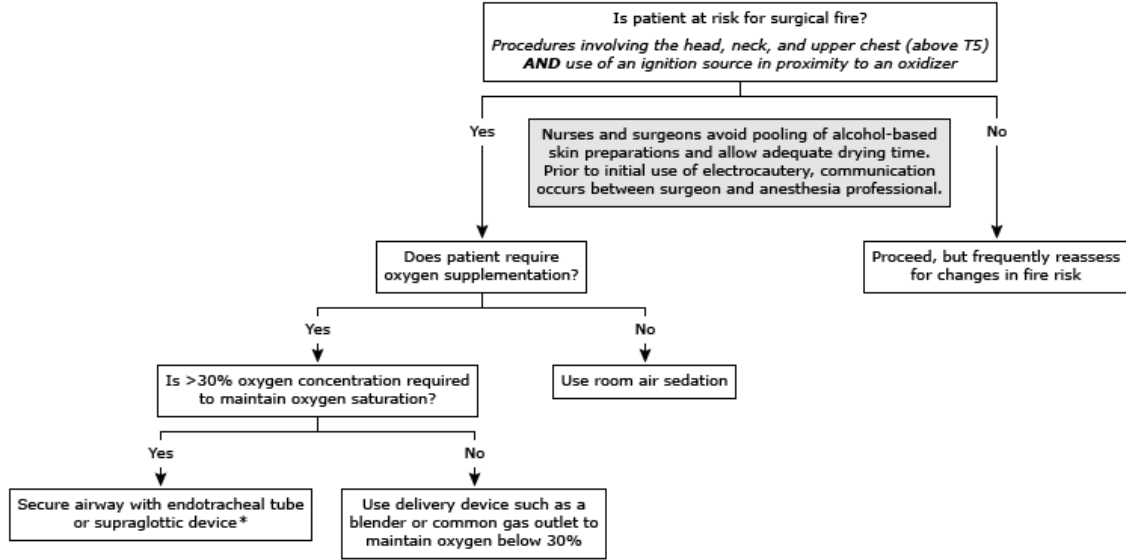 Is patient at risk for surgical fire?
Procedures involving the head, neck, and upper chest (above T5)
AND use of an ignition source in proximity to an oxidizer
Yes
Nurses and surgeons avoid pooling of alcohol-based
skin preparations and allow adequate drying time.
Prior to initial use of electrocautery, communication
occurs between surgeon and anesthesia professional.
No
Does patient require
oxygen supplementation?
Proceed, but frequently reassess
for changes in fire risk
Yes
No
Is >30% oxygen concentration required
to maintain oxygen saturation?
Use room air sedation
Yes
No
Secure airway with endotracheal tube
or supraglottic device*
Use delivery device such as a
blender or common gas outlet to
maintain oxygen below 30%